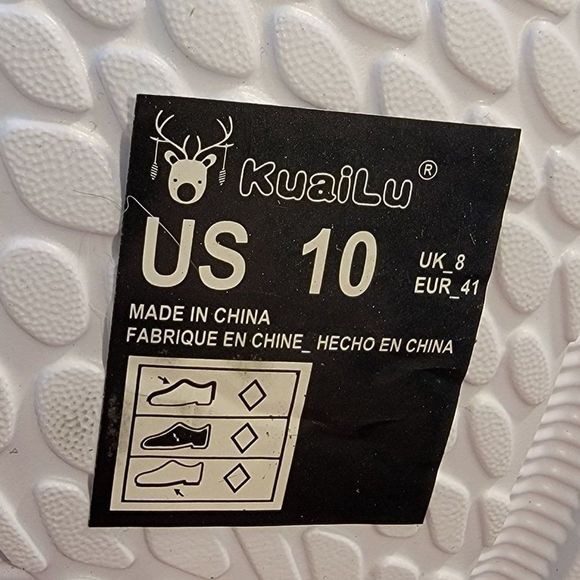 KuaiLu®
US 10
UK_8
EUR_41
MADE IN CHINA
FABRIQUE EN CHINE_ HECHO EN CHINA